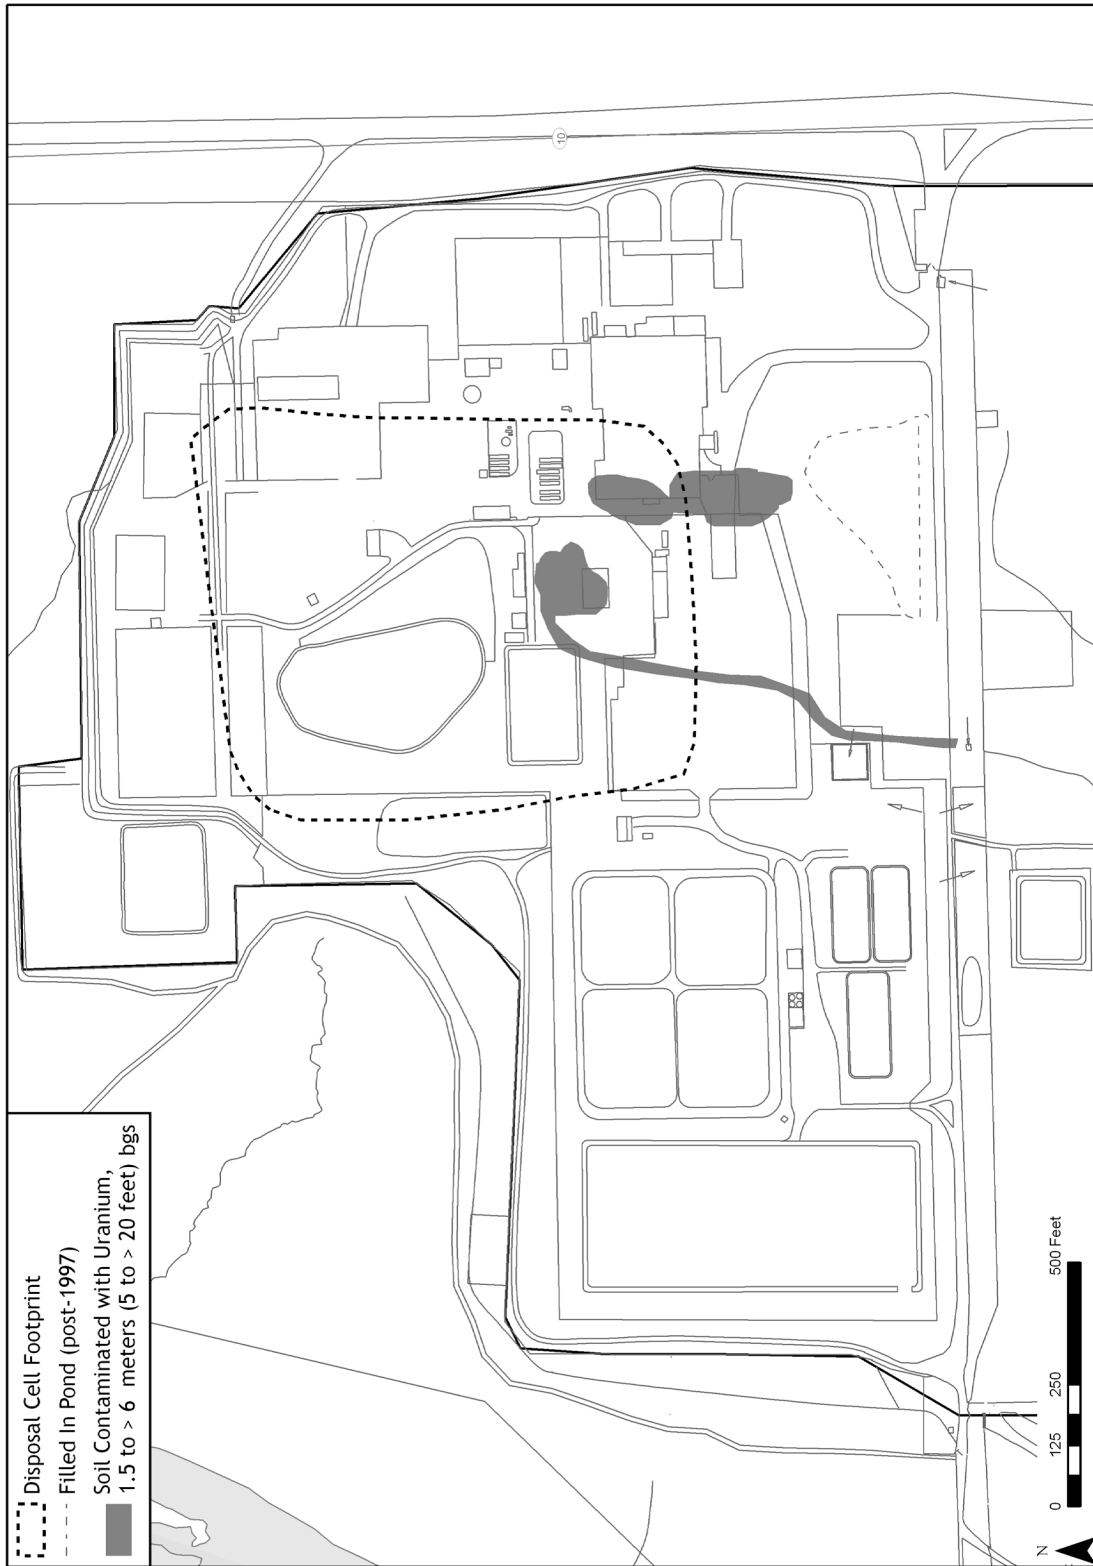 Disposal Cell Footprint
Filled In Pond (post-1997)
Soil Contaminated with Uranium,
1.5 to > 6 meters (5 to > 20 feet) bgs
10
N
0 125 250 500 Feet